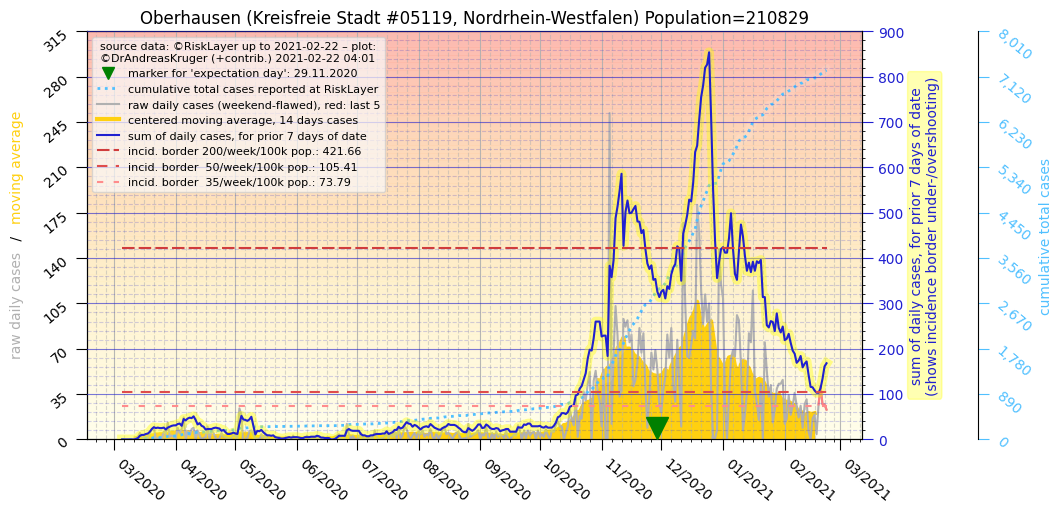 Oberhausen (Kreisfreie Stadt #05119, Nordrhein-Westfalen) Population=210829
source data: ©RiskLayer up to 2021-02-22 – plot:
©DrAndreasKruger (+contrib.) 2021-02-22 04:01
marker for 'expectation day': 29.11.2020
cumulative total cases reported at RiskLayer
raw daily cases (weekend-flawed), red: last 5
centered moving average, 14 days cases
sum of daily cases, for prior 7 days of date
incid. border 200/week/100k pop.: 421.66
incid. border  50/week/100k pop.: 105.41
incid. border  35/week/100k pop.: 73.79
raw daily cases / moving average
315
280
245
210
175
140
105
70
35
0
03/2020
04/2020
05/2020
06/2020
07/2020
08/2020
09/2020
10/2020
11/2020
12/2020
01/2021
02/2021
03/2021
900
800
700
600
500
400
300
200
100
0
sum of daily cases, for prior 7 days of date
(shows incidence border under-/overshooting)
8,010
7,120
6,230
5,340
4,450
3,560
2,670
1,780
890
0
cumulative total cases